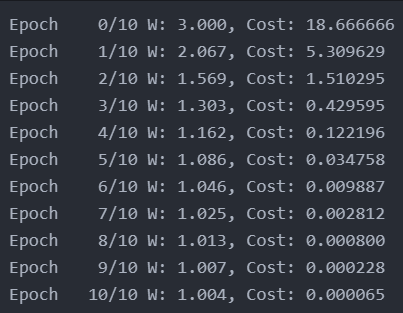 Epoch    0/10 W: 3.000, Cost: 18.666666
Epoch    1/10 W: 2.067, Cost: 5.309629
Epoch    2/10 W: 1.569, Cost: 1.510295
Epoch    3/10 W: 1.303, Cost: 0.429595
Epoch    4/10 W: 1.162, Cost: 0.122196
Epoch    5/10 W: 1.086, Cost: 0.034758
Epoch    6/10 W: 1.046, Cost: 0.009887
Epoch    7/10 W: 1.025, Cost: 0.002812
Epoch    8/10 W: 1.013, Cost: 0.000800
Epoch    9/10 W: 1.007, Cost: 0.000228
Epoch   10/10 W: 1.004, Cost: 0.000065